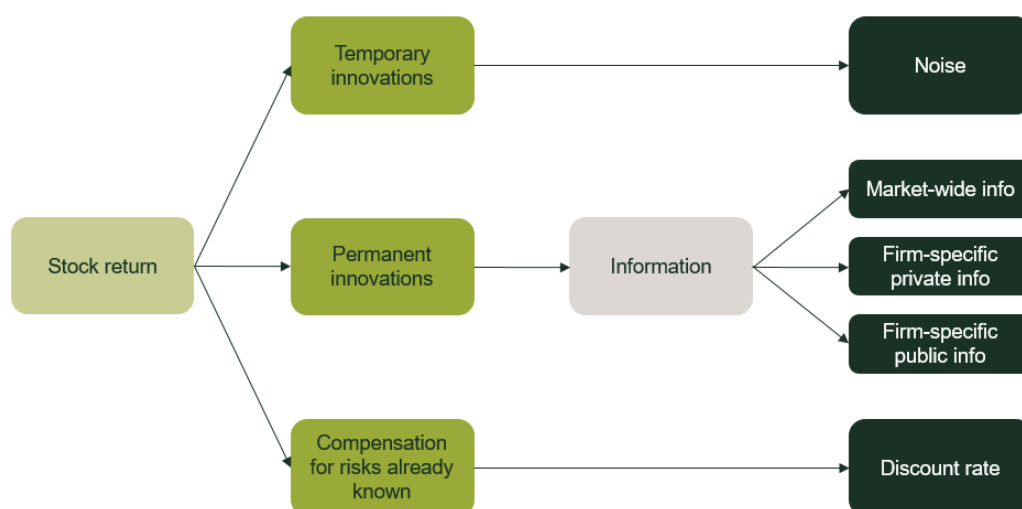 Temporary
innovations
Noise
Market-wide info
Stock return
Permanent
innovations
Information
Firm-specific
private info
Firm-specific
public info
Compensation
for risks already
known
Discount rate